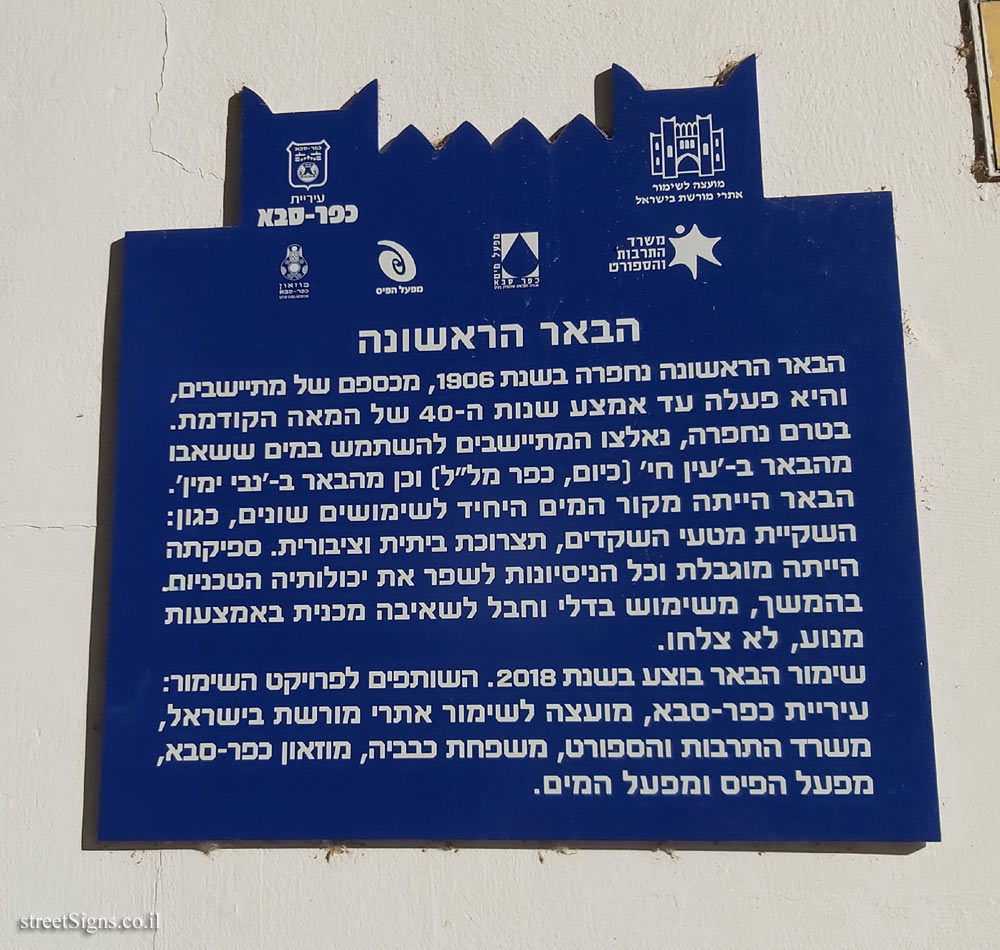 מועצה לשימור
אתרי מורשת בישראל
כפר-סבא
עיריית
כפר-סבא
משרד
התרבות
והספורט
מפעל מים
כפר סבא
מפעל הפיס
מוזאון
כפר-סבא
הבאר הראשונה
הבאר הראשונה נחפרה בשנת 1906, מכספם של מתיישבים,
והיא פעלה עד אמצע שנות ה-40 של המאה הקודמת.
בטרם נחפרה, נאלצו המתיישבים להשתמש במים ששאבו
מהבאר ב-'עין חי' (כיום, כפר מל"ל) וכן מהבאר ב-'נבי ימין'.
הבאר הייתה מקור המים היחיד לשימושים שונים, כגון:
השקיית מטעי השקדים, תצרוכת ביתית וציבורית. ספיקתה
הייתה מוגבלת וכל הניסיונות לשפר את יכולותיה הטכניות.
בהמשך, משימוש בדלי וחבל לשאיבה מכנית באמצעות
מנוע, לא צלחו.
שימור הבאר בוצע בשנת 2018. השותפים לפרויקט השימור:
עיריית כפר-סבא, מועצה לשימור אתרי מורשת בישראל,
משרד התרבות והספורט, משפחת כבביה, מוזאון כפר-סבא,
מפעל הפיס ומפעל המים.
streetSigns.co.il